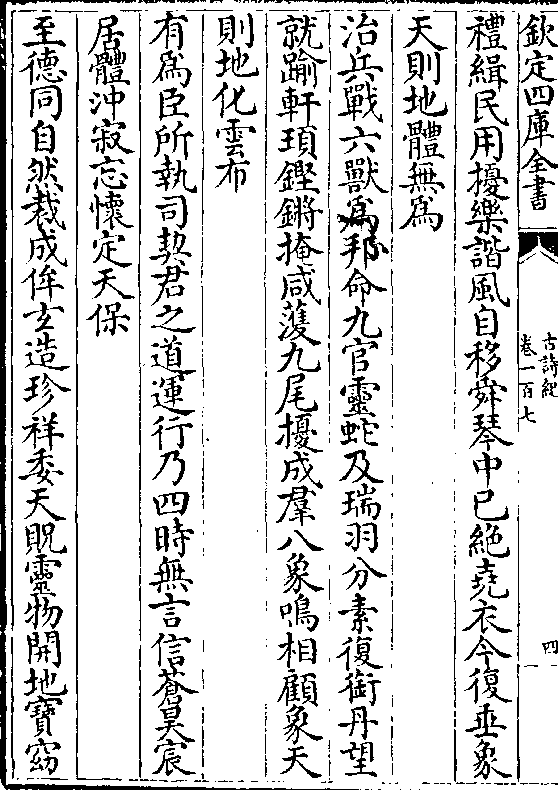 欽定四庫全書
古詩紀
卷一百七
四
禮緝民用擾樂諧風自移舜琴中已絶堯衣今復垂象
天則地體無爲
治兵戰六獸爲邦命九官靈蛇及瑞羽分素復銜丹望
就踰軒頊鏗鏘掩咸頀九尾擾成羣八象鳴相顧象天
則地化雲布
有爲臣所執司契君之道運行乃四時無言信蒼昊宸
居體沖寂忘懷定天保
至德同自然裁成侔玄造珍祥委天貺靈物開地寶窈